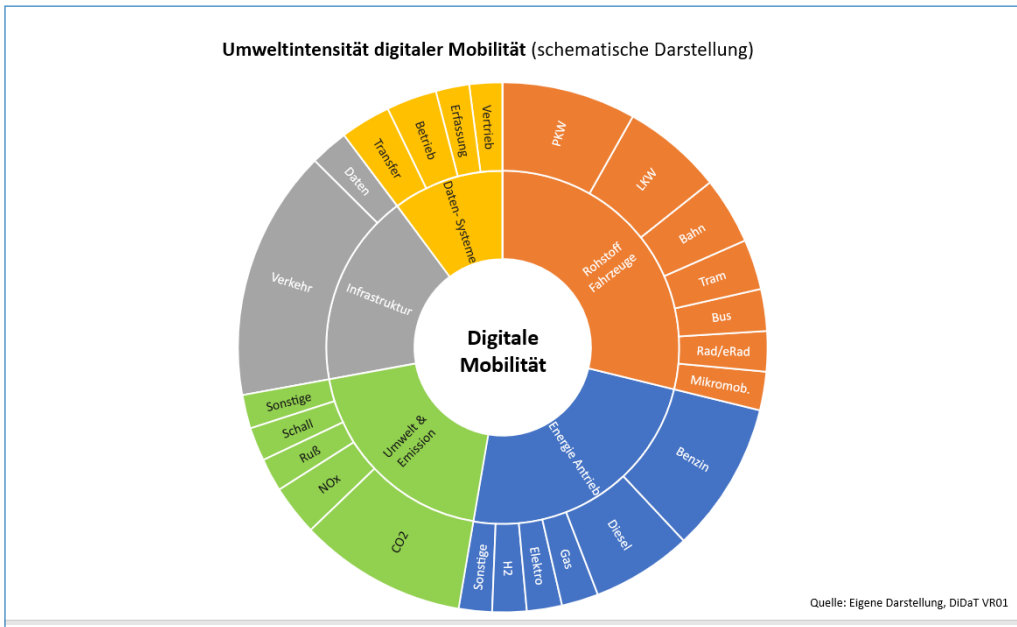 Umweltintensität digitaler Mobilität (schematische Darstellung)
Digitale
Mobilität
Rohstoff
Fahrzeuge
PKW
LKW
Bahn
Tram
Bus
Rad/eRad
Mikromob.
Energie Antrieb
Benzin
Diesel
Gas
Elektro
H2
Sonstige
Umwelt &
Emission
CO2
NOx
Ruß
Schall
Sonstige
Infrastruktur
Verkehr
Daten
Daten- Systeme
Transfer
Betrieb
Erfassung
Vertrieb
Quelle: Eigene Darstellung, DiDaT VR01